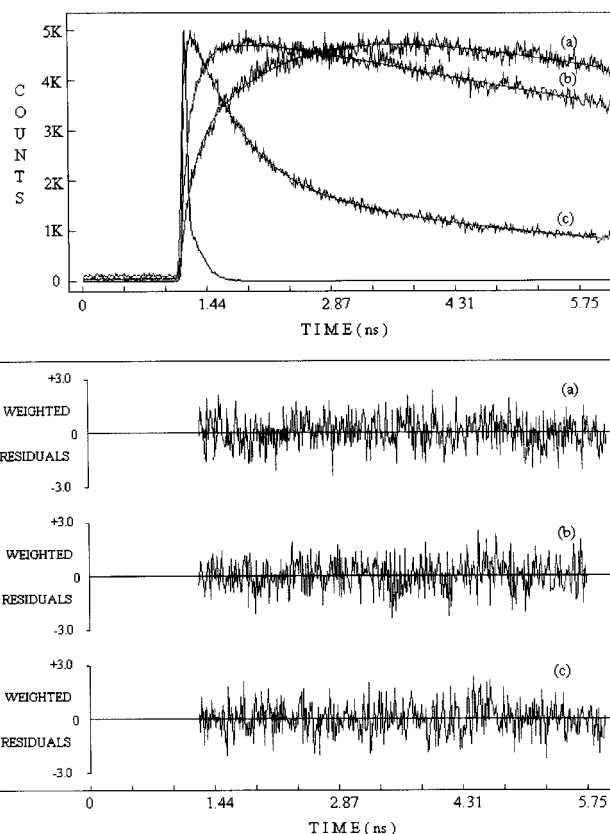 5K
4K
3K
2K
1K
0
COUNTS
(a)
(b)
(c)
0 1.44 2.87 4.31 5.75
TIME(ns)
+3.0
WEIGHTED
0
RESIDUALS
-3.0
(a)
+3.0
WEIGHTED
0
RESIDUALS
-3.0
(b)
+3.0
WEIGHTED
0
RESIDUALS
-3.0
(c)
0 1.44 2.87 4.31 5.75
TIME(ns)